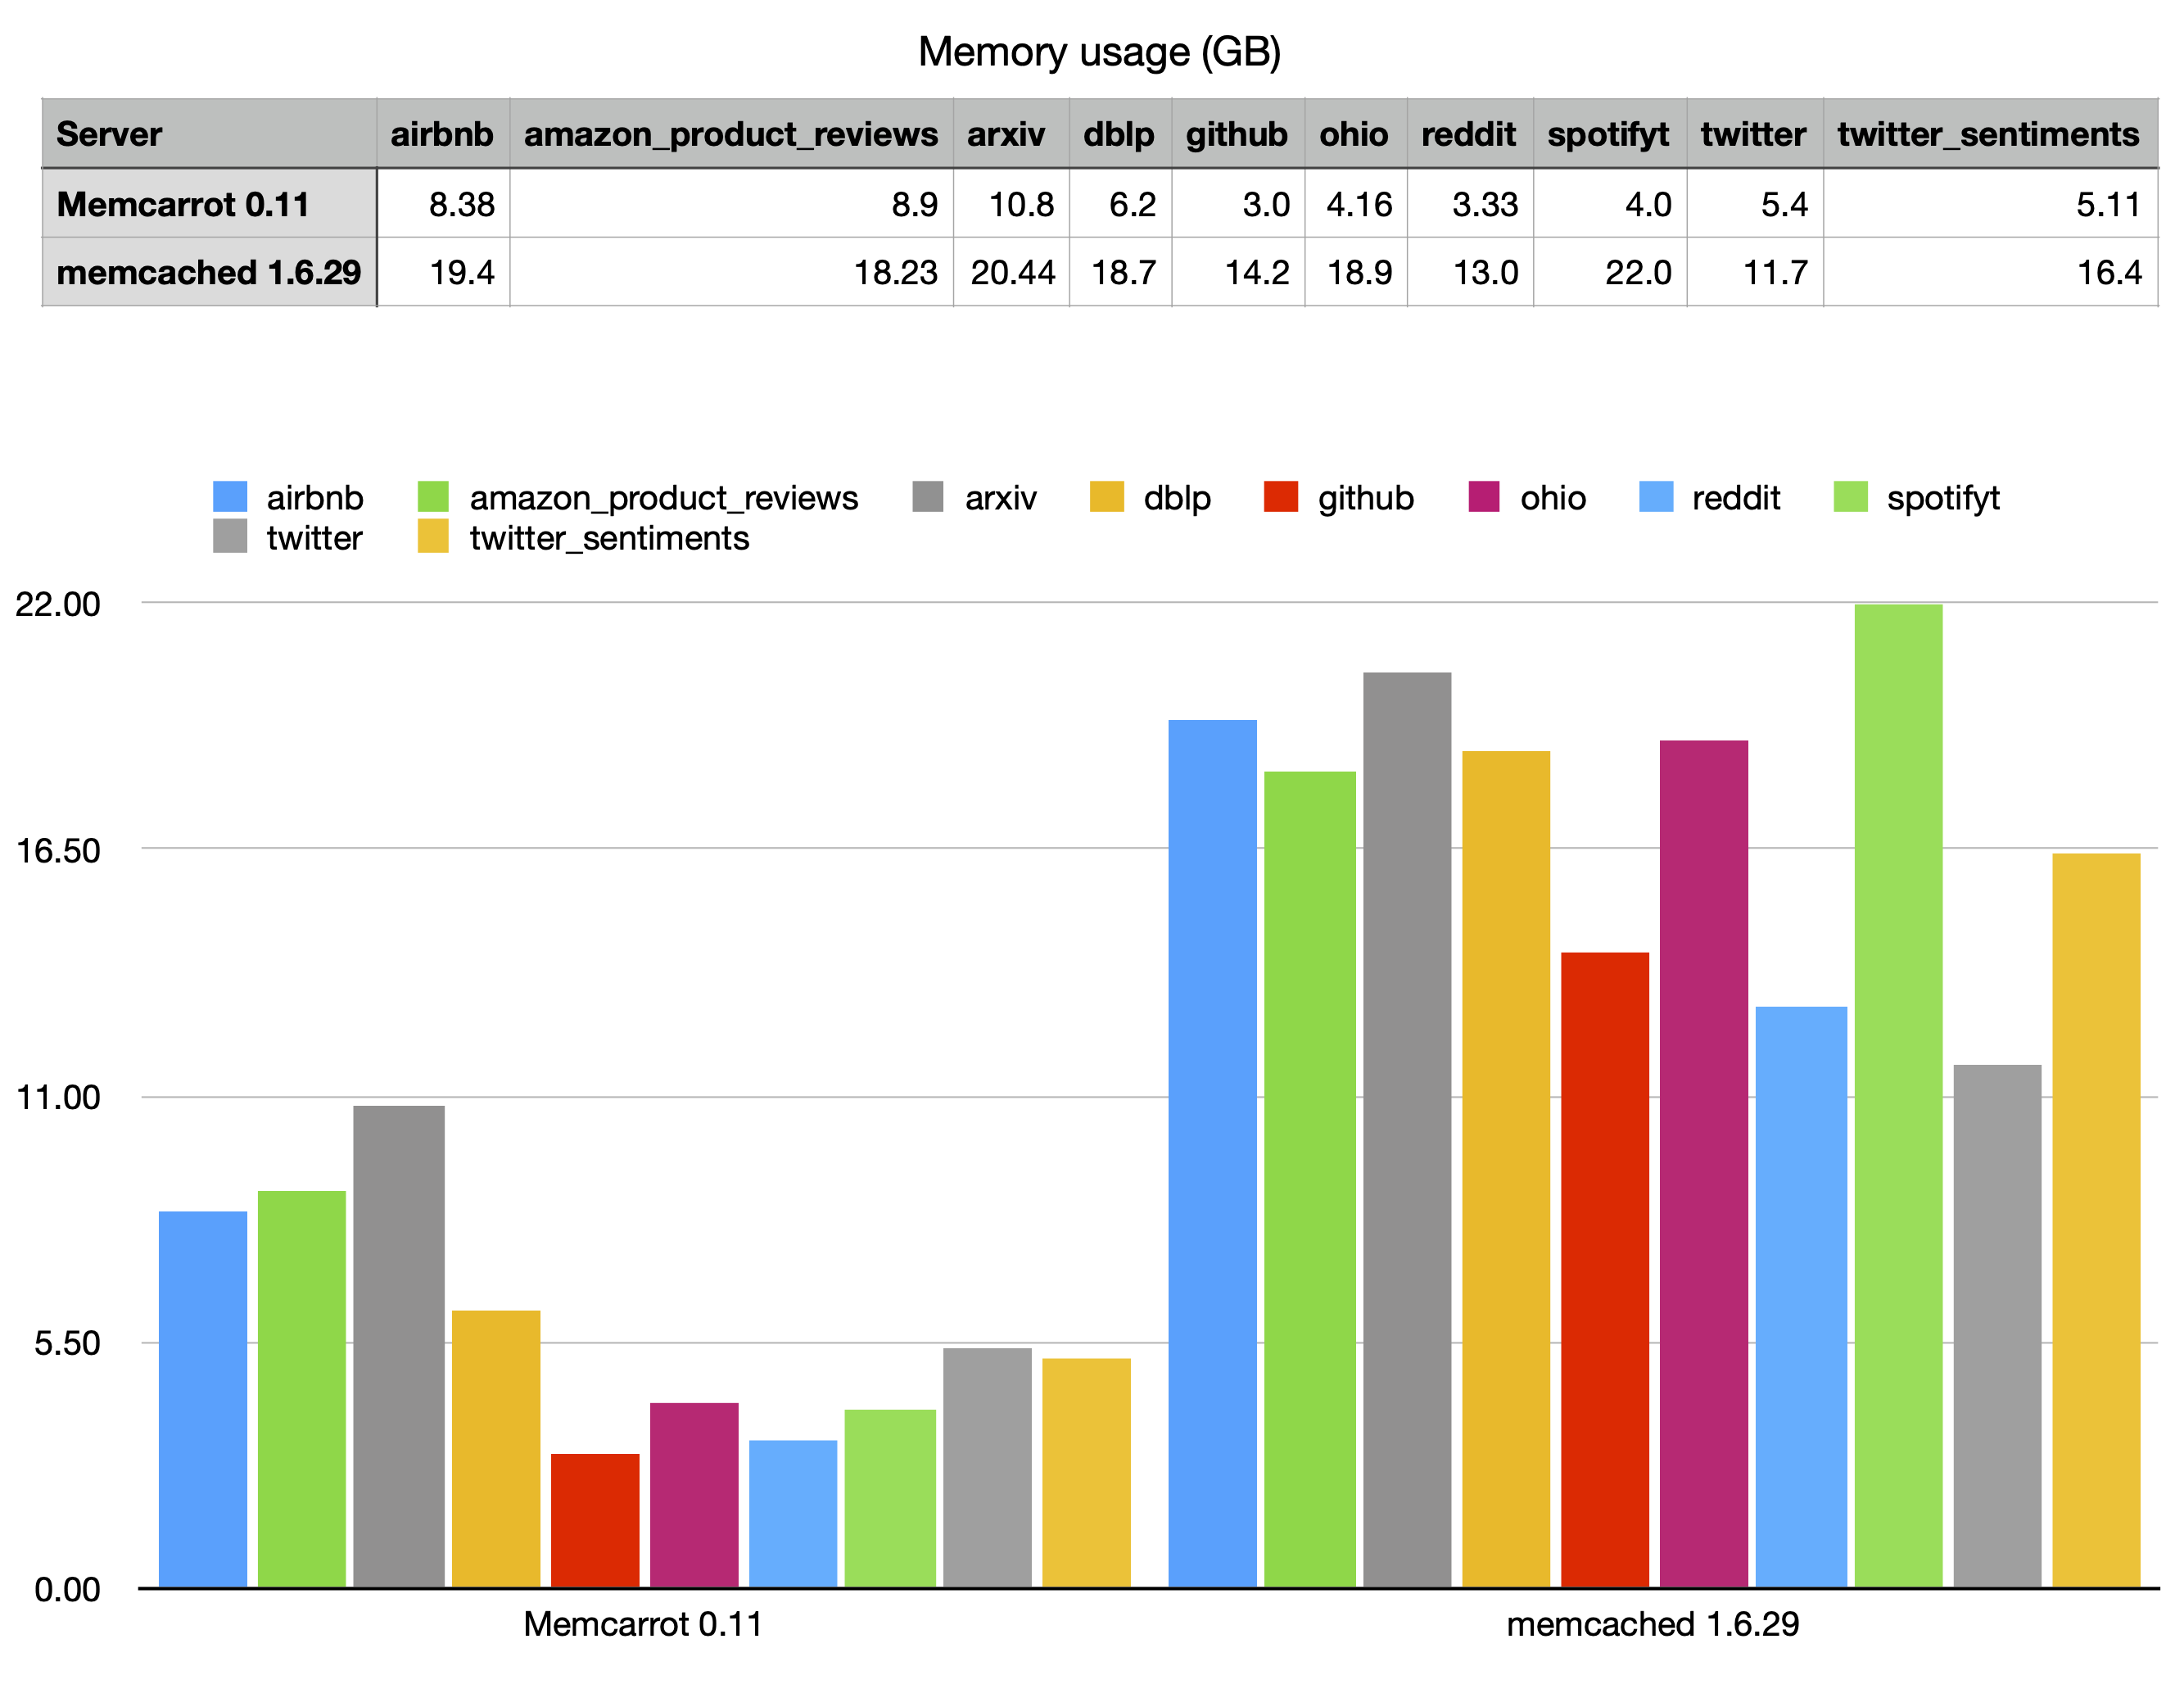 Memory usage (GB)
Server airbnb amazon_product_reviews arxiv dblp github ohio reddit spotifyt twitter twitter_sentiments
Memcarrot 0.11 8.38 8.9 10.8 6.2 3.0 4.16 3.33 4.0 5.4 5.11
memcached 1.6.29 19.4 18.23 20.44 18.7 14.2 18.9 13.0 22.0 11.7 16.4
airbnb amazon_product_reviews arxiv dblp github ohio reddit spotifyt
twitter twitter_sentiments
22.00
16.50
11.00
5.50
0.00
Memcarrot 0.11 memcached 1.6.29